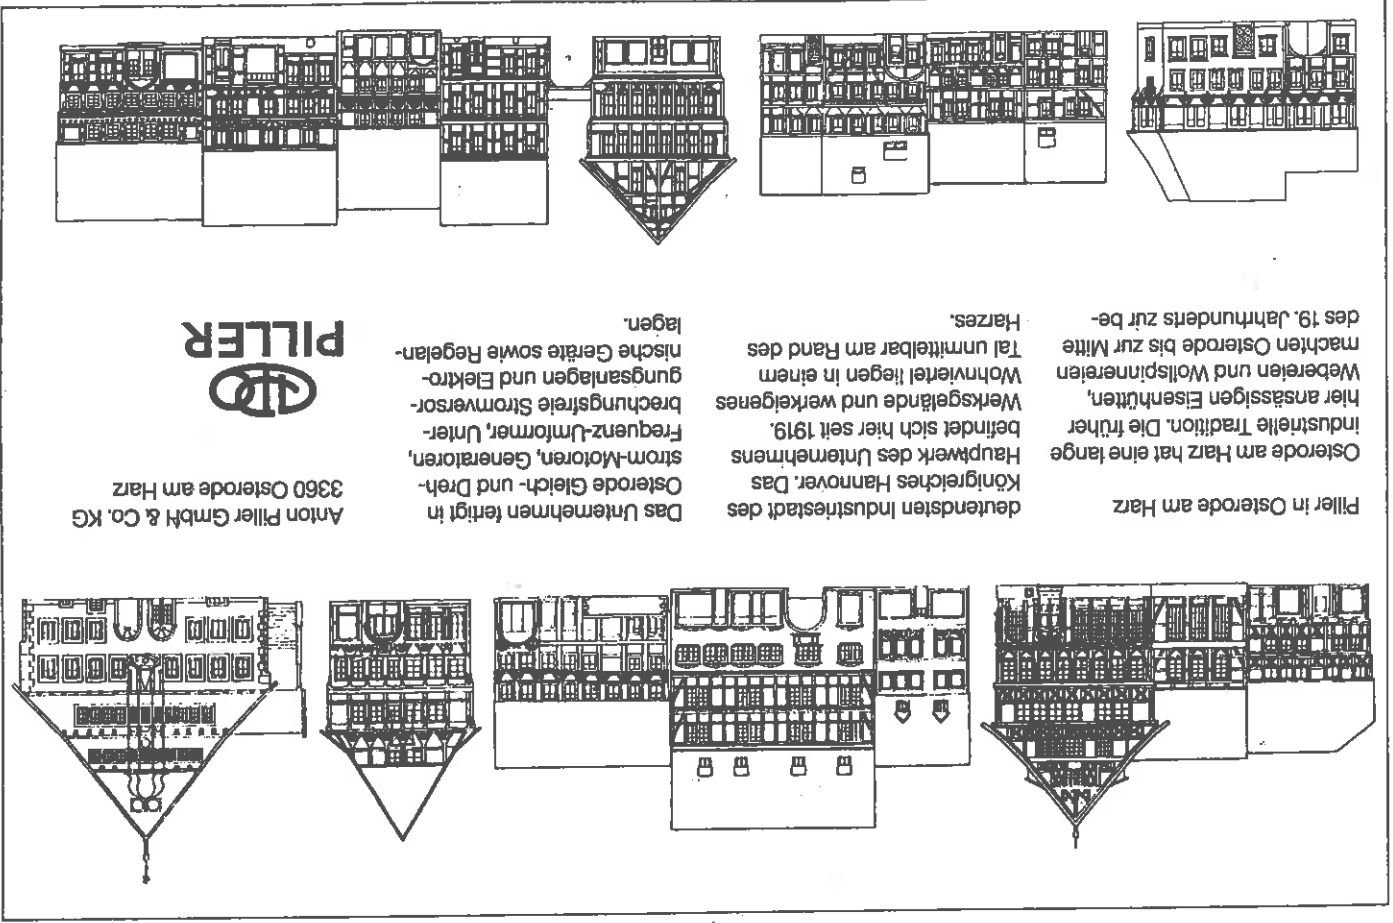 Piller in Osterode am Harz
Osterode am Harz hat eine lange
industrielle Tradition. Die früher
hier ansässigen Eisenhütten,
Webereien und Wollspinnereien
machten Osterode bis zur Mitte
des 19. Jahrhunderts zur be-
deutendsten Industriestadt des
Königreiches Hannover. Das
Hauptwerk des Unternehmens
befindet sich hier seit 1919.
Werksgelände und werkeigenes
Wohnviertel liegen in einem
Tal unmittelbar am Rand des
Harzes.
Das Unternehmen fertigt in
Osterode Gleich- und Dreh-
strom-Motoren, Generatoren,
Frequenz-Umformer, Unter-
brechungsfreie Stromversor-
gungsanlagen und Elektro-
nische Geräte sowie Regelan-
lagen.
Anton Piller GmbH & Co. KG
3360 Osterode am Harz
PILLER